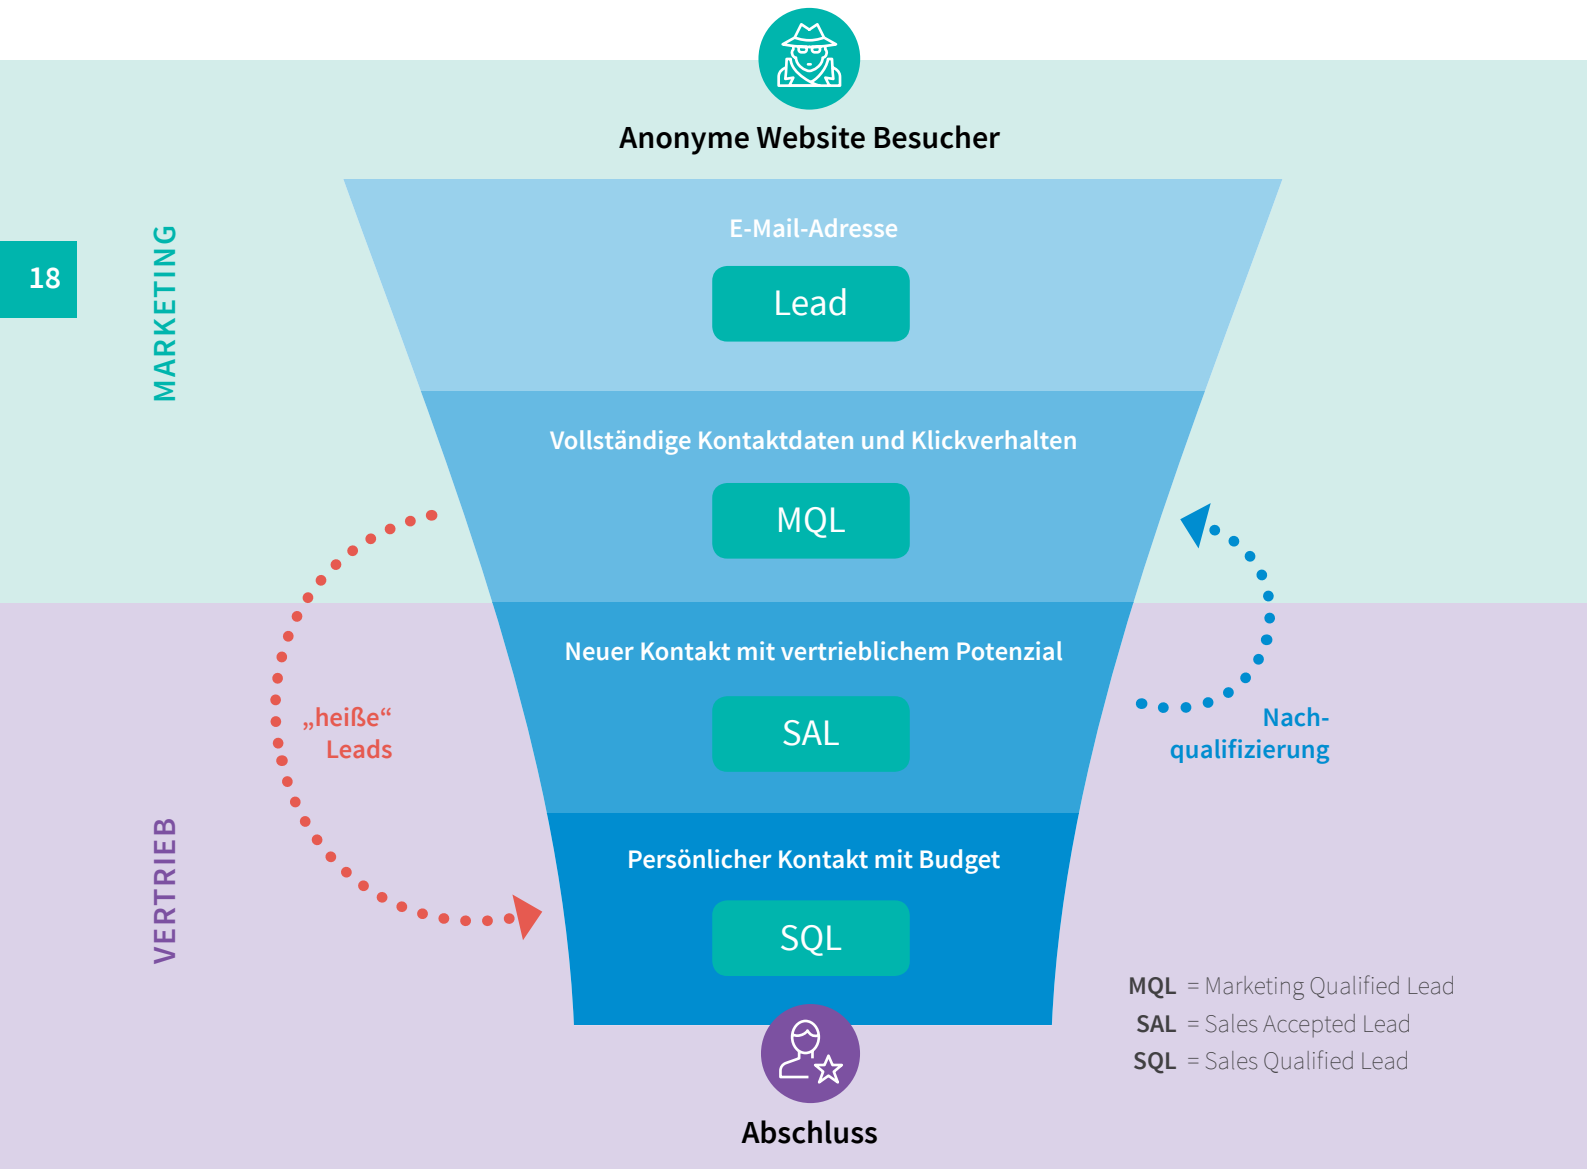 Anonyme Website Besucher
MARKETING
18
E-Mail-Adresse
Lead
Vollständige Kontaktdaten und Klickverhalten
MQL
Neuer Kontakt mit vertrieblichem Potenzial
SAL
„heiße“
Leads
Nach-
qualifizierung
VERTRIEB
Persönlicher Kontakt mit Budget
SQL
MQL = Marketing Qualified Lead
SAL = Sales Accepted Lead
SQL = Sales Qualified Lead
Abschluss